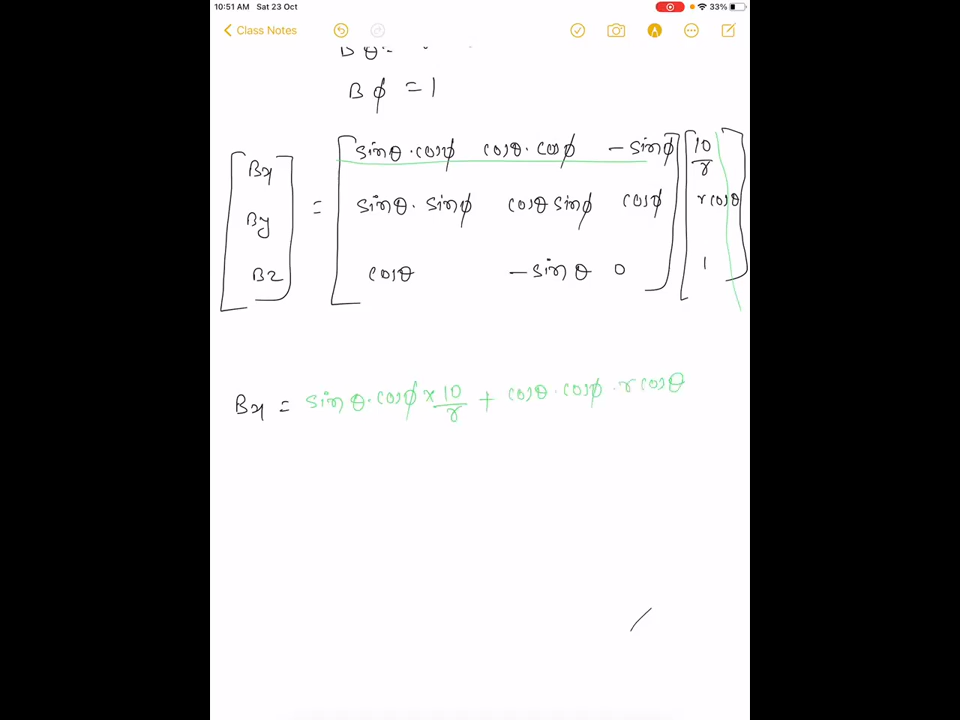 10:51 AM Sat 23 Oct 33%
Class Notes
Bϕ = 1
[Bx By Bz] = [sinθ·cosϕ cosθ·cosϕ -sinϕ] [10/r]
sinθ·sinϕ cosθ sinϕ cosϕ r cosθ
cosθ -sinθ 0 1
Bx = sinθ·cosϕ × 10/r + cosθ·cosϕ·r cosθ